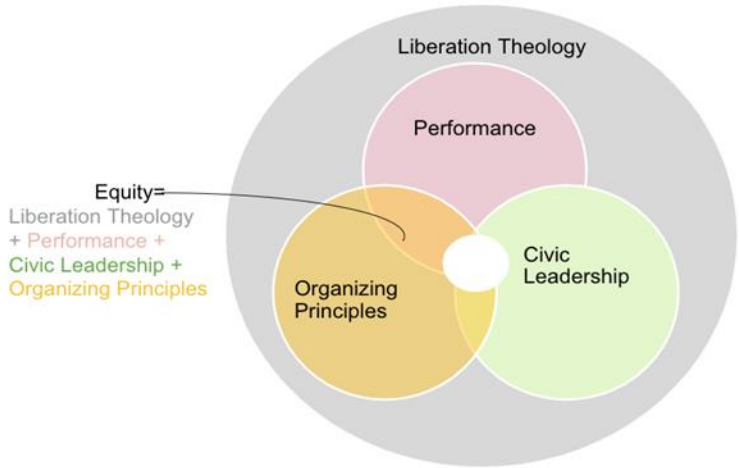 Liberation Theology
Performance
Equity=
Liberation Theology
+ Performance +
Civic Leadership +
Organizing Principles
Civic
Leadership
Organizing
Principles